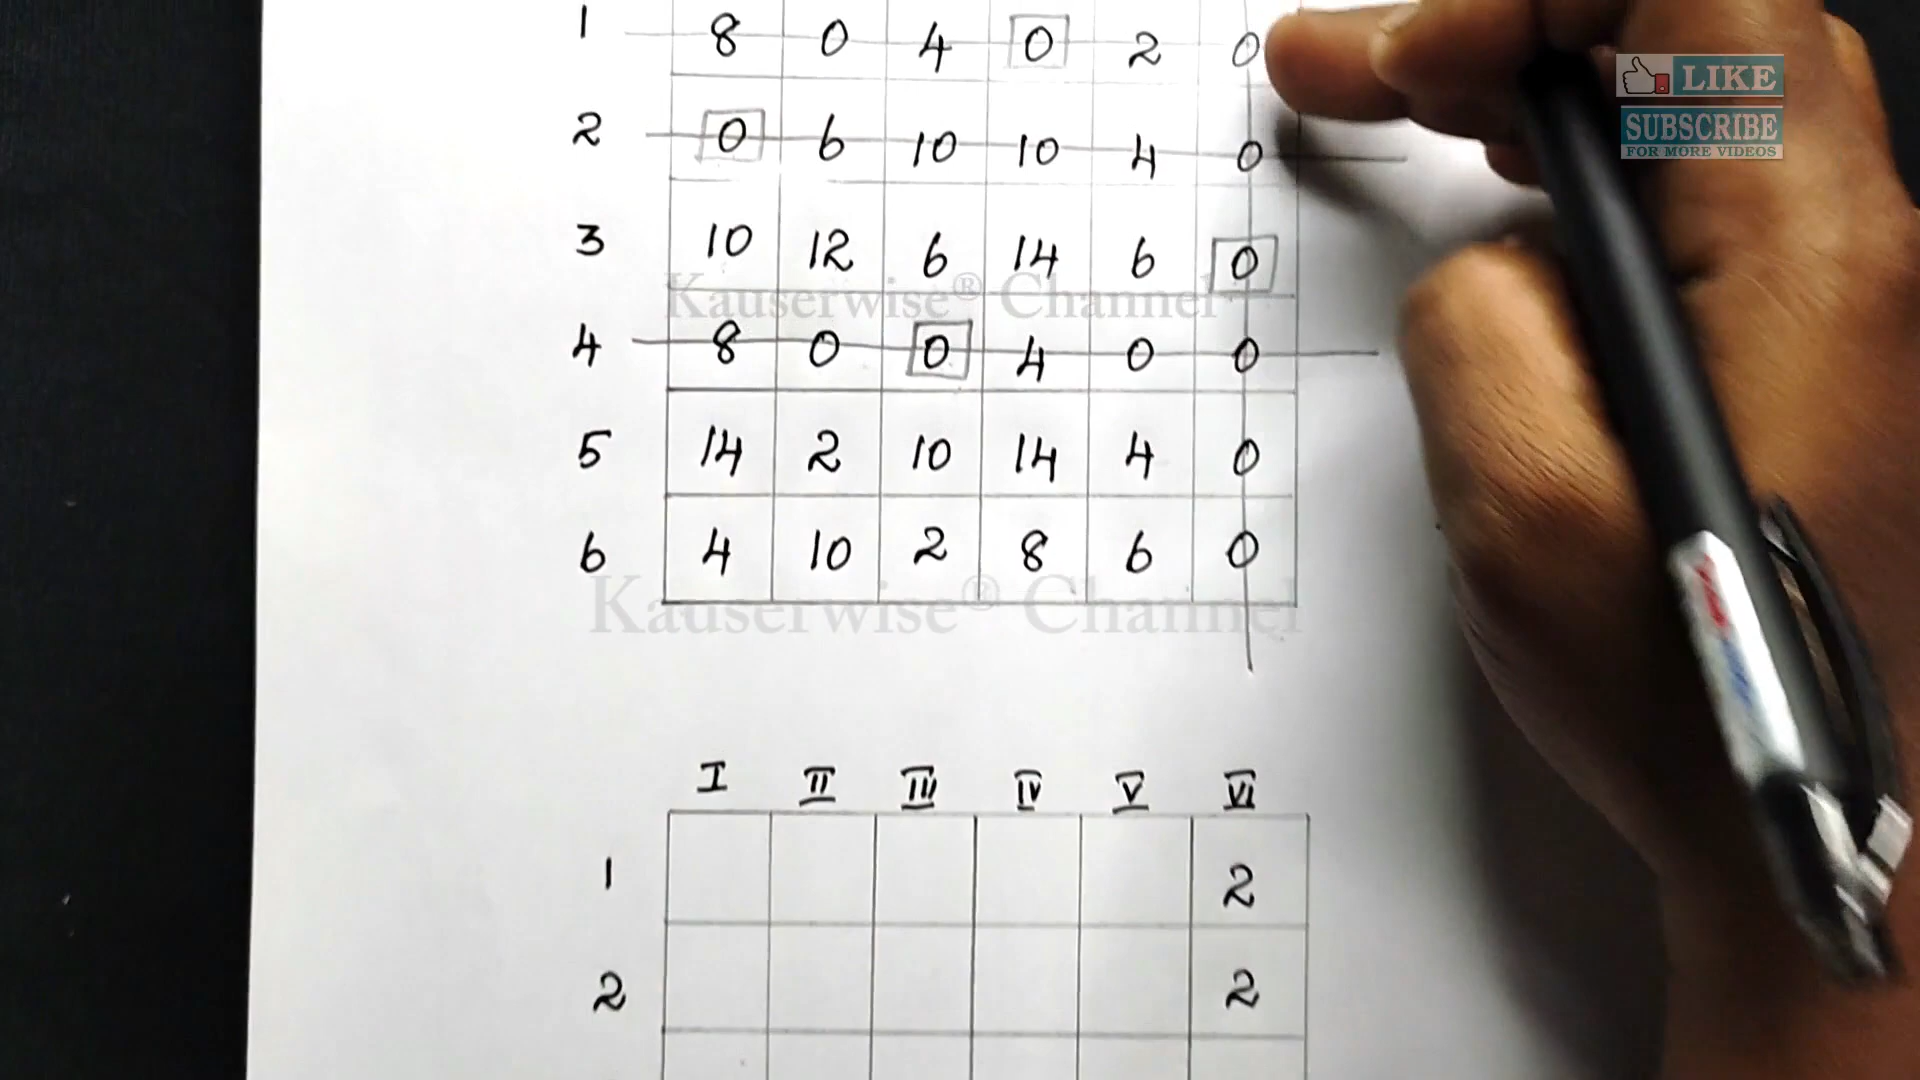 1 8 0 4 0 2 0
2 0 6 10 10 4 0
3 10 12 6 14 6 0
4 8 0 0 4 0 0
5 14 2 10 14 4 0
6 4 10 2 8 6 0
I II III IV V VI
1 2
2 2
LIKE
SUBSCRIBE
FOR MORE VIDEOS
Kauserwise® Channel
Kauserwise® Channel